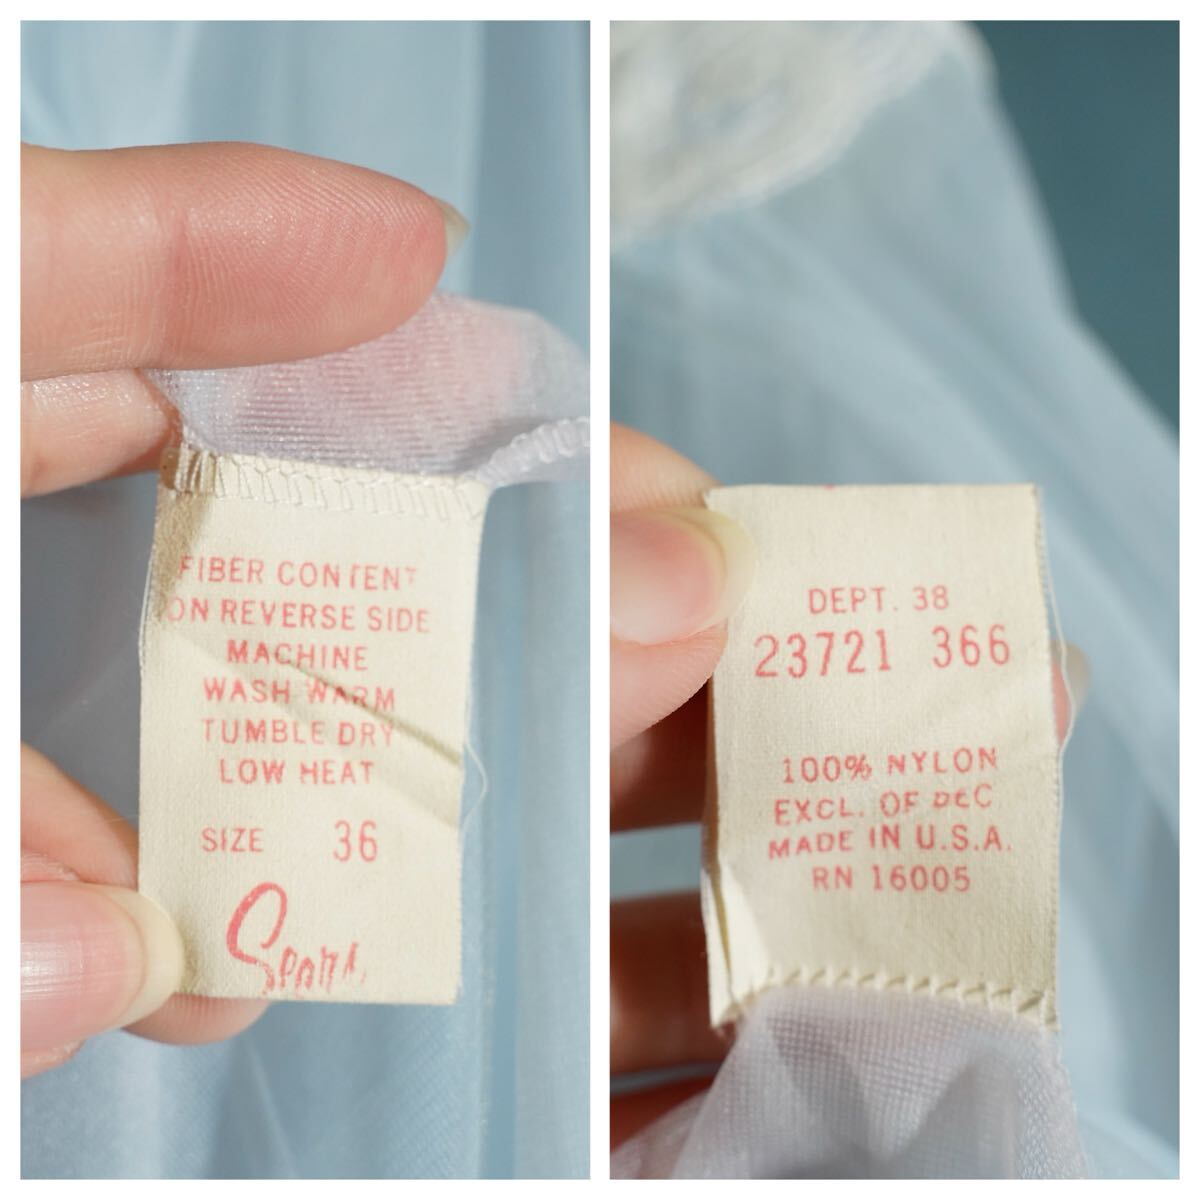 FIBER CONTENT
ON REVERSE SIDE
MACHINE
WASH WARM
TUMBLE DRY
LOW HEAT
SIZE 36
Sears
DEPT. 38
23721 366
100% NYLON
EXCL. OF DEC
MADE IN U.S.A.
RN 16005